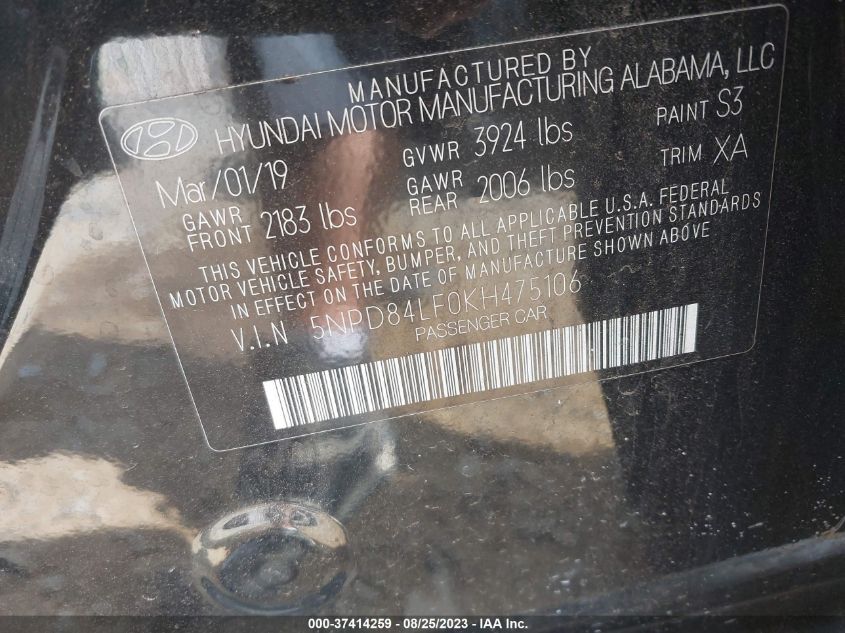 MANUFACTURED BY
HYUNDAI MOTOR MANUFACTURING ALABAMA, LLC
Mar/01/19 GVWR 3924 lbs PAINT S3
GAWR FRONT 2183 lbs GAWR REAR 2006 lbs TRIM XA
THIS VEHICLE CONFORMS TO ALL APPLICABLE U.S.A. FEDERAL
MOTOR VEHICLE SAFETY, BUMPER, AND THEFT PREVENTION STANDARDS
IN EFFECT ON THE DATE OF MANUFACTURE SHOWN ABOVE
V.I.N 5NPD84LF0KH475106
PASSENGER CAR
000-37414259 - 08/25/2023 - IAA Inc.